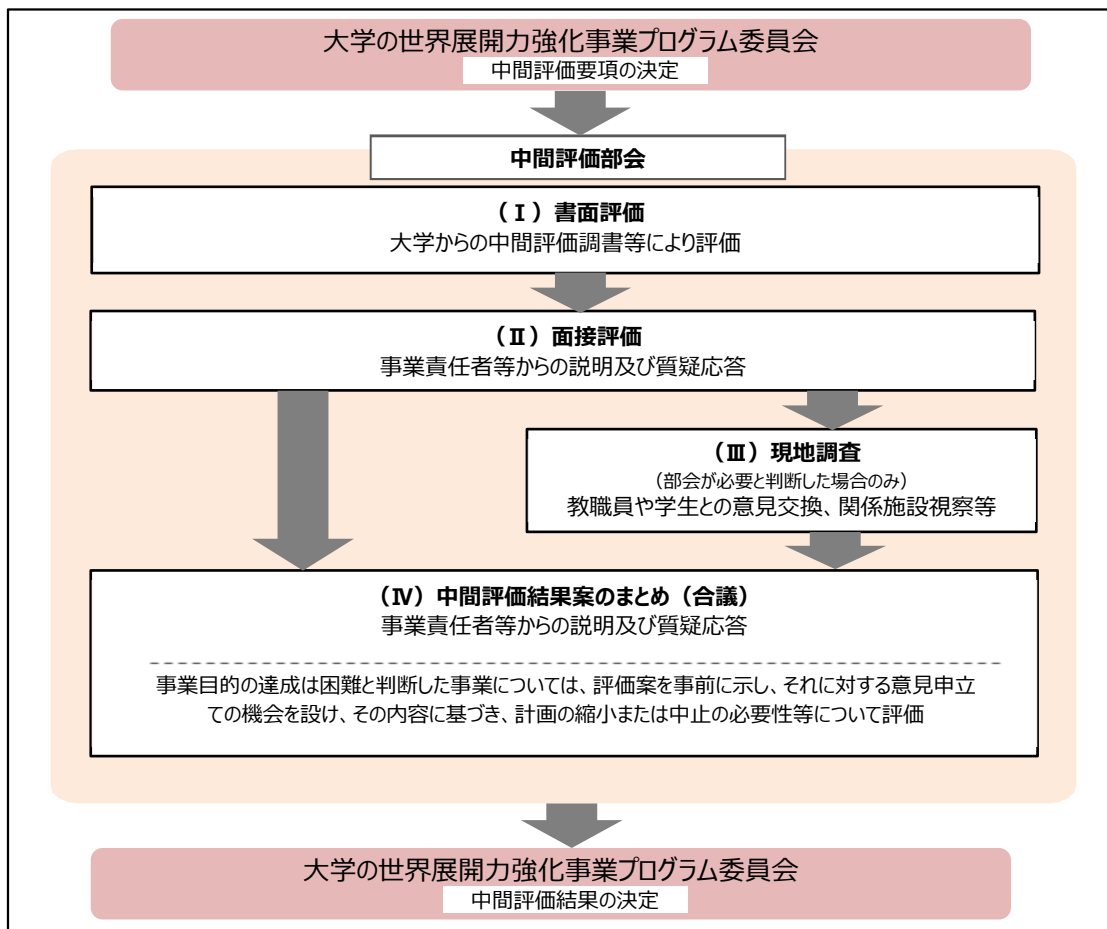 大学の世界展開力強化事業プログラム委員会
中間評価要項の決定
中間評価部会
（Ⅰ）書面評価
大学からの中間評価調書等により評価
（Ⅱ）面接評価
事業責任者等からの説明及び質疑応答
（Ⅲ）現地調査
（部会が必要と判断した場合のみ）
教職員や学生との意見交換、関係施設視察等
（Ⅳ）中間評価結果案のまとめ（合議）
事業責任者等からの説明及び質疑応答
事業目的の達成は困難と判断した事業については、評価案を事前に示し、それに対する意見申立
ての機会を設け、その内容に基づき、計画の縮小または中止の必要性等について評価
大学の世界展開力強化事業プログラム委員会
中間評価結果の決定